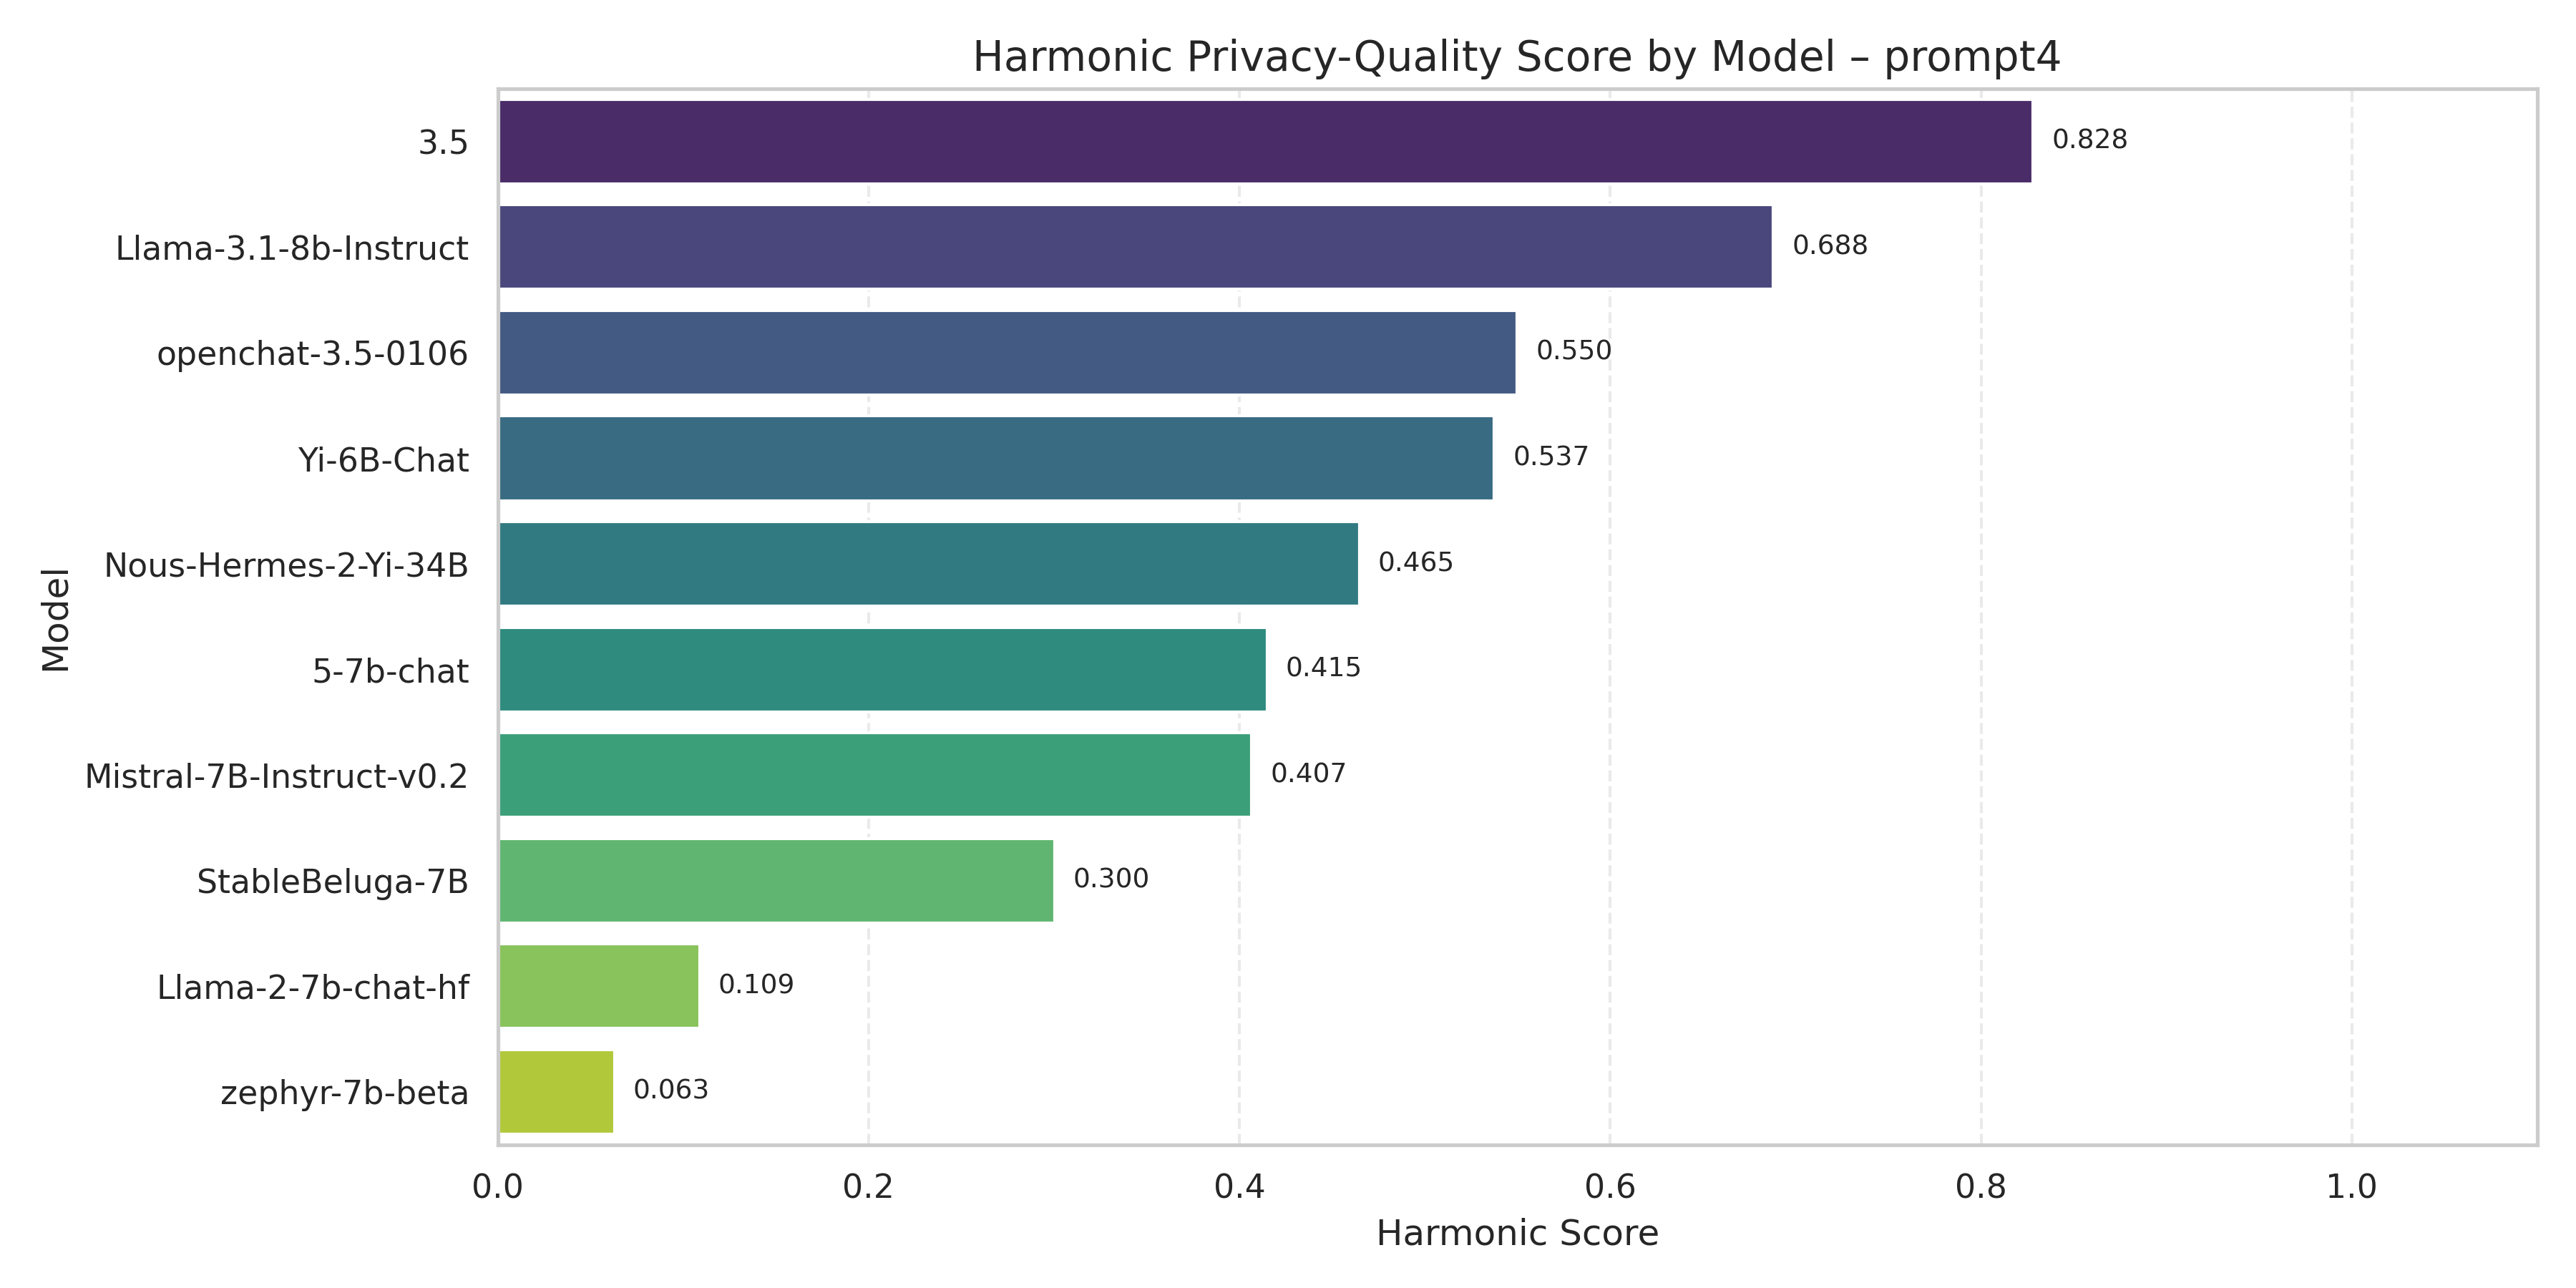 Harmonic Privacy-Quality Score by Model – prompt4
Model
3.5 0.828
Llama-3.1-8b-Instruct 0.688
openchat-3.5-0106 0.550
Yi-6B-Chat 0.537
Nous-Hermes-2-Yi-34B 0.465
5-7b-chat 0.415
Mistral-7B-Instruct-v0.2 0.407
StableBeluga-7B 0.300
Llama-2-7b-chat-hf 0.109
zephyr-7b-beta 0.063
0.0 0.2 0.4 0.6 0.8 1.0
Harmonic Score